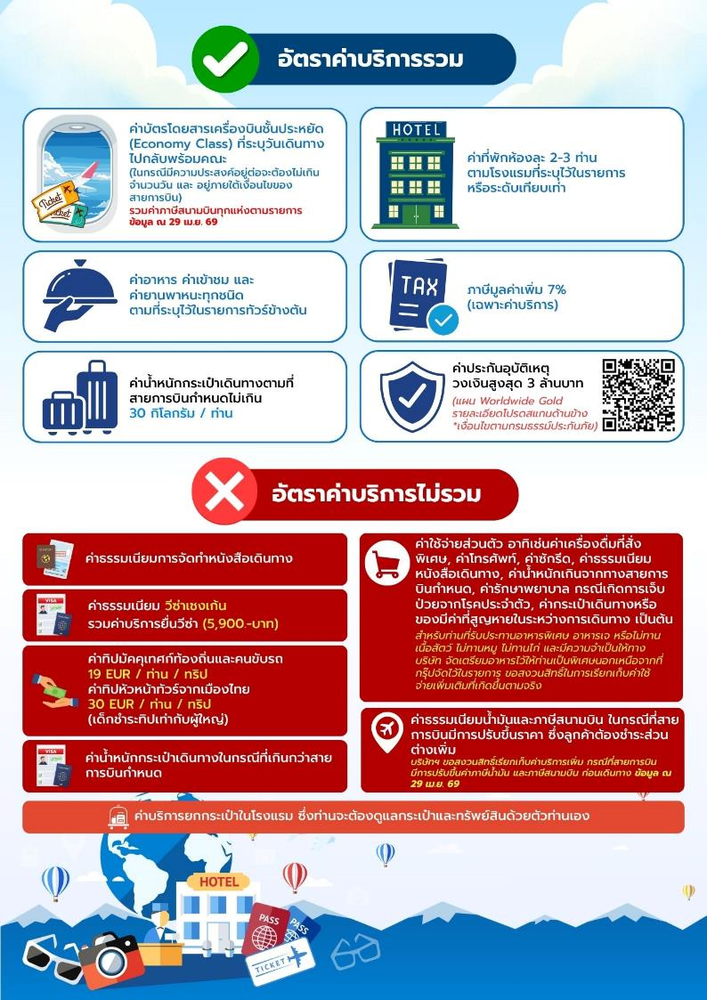 อัตราค่าบริการรวม
ค่าบัตรโดยสารเครื่องบินชั้นประหยัด
(Economy Class) ที่ระบุวันเดินทาง
ไปกลับพร้อมคณะ
(ในกรณีมีความประสงค์อยู่ต่อจะต้องไม่เกิน
จำนวนวัน และ อยู่ภายใต้เงื่อนไขของ
สายการบิน)
รวมค่าภาษีสนามบินทุกแห่งตามรายการ
ข้อมูล ณ 29 เม.ย. 69
Ticket
Ticket
HOTEL
ค่าที่พักห้องละ 2-3 ท่าน
ตามโรงแรมที่ระบุไว้ในรายการ
หรือระดับเทียบเท่า
ค่าอาหาร ค่าเข้าชม และ
ค่ายานพาหนะทุกชนิด
ตามที่ระบุไว้ในรายการทัวร์ข้างต้น
TAX
ภาษีมูลค่าเพิ่ม 7%
(เฉพาะค่าบริการ)
ค่าน้ำหนักกระเป๋าเดินทางตามที่
สายการบินกำหนดไม่เกิน
30 กิโลกรัม / ท่าน
ค่าประกันอุบัติเหตุ
วงเงินสูงสุด 3 ล้านบาท
(แผน Worldwide Gold
รายละเอียดโปรดสแกนด้านข้าง
*เงื่อนไขตามกรมธรรม์ประกันภัย)
อัตราค่าบริการไม่รวม
ค่าธรรมเนียมการจัดทำหนังสือเดินทาง
VISA
ค่าธรรมเนียม วีซ่าเชงเก้น
รวมค่าบริการยื่นวีซ่า (5,900.-บาท)
ค่าทิปมัคคุเทศก์ท้องถิ่นและคนขับรถ
19 EUR / ท่าน / ทริป
ค่าทิปหัวหน้าทัวร์จากเมืองไทย
30 EUR / ท่าน / ทริป
(เด็กชำระทิปเท่ากับผู้ใหญ่)
VISA
ค่าน้ำหนักกระเป๋าเดินทางในกรณีที่เกินกว่าสาย
การบินกำหนด
ค่าใช้จ่ายส่วนตัว อาทิเช่นค่าเครื่องดื่มที่สั่ง
พิเศษ, ค่าโทรศัพท์, ค่าซักรีด, ค่าธรรมเนียม
หนังสือเดินทาง, ค่าน้ำหนักเกินจากทางสายการ
บินกำหนด, ค่ารักษาพยาบาล กรณีเกิดการเจ็บ
ป่วยจากโรคประจำตัว, ค่ากระเป๋าเดินทางหรือ
ของมีค่าที่สูญหายในระหว่างการเดินทาง เป็นต้น
สำหรับท่านที่รับประทานอาหารพิเศษ อาหารเจ หรือไม่ทาน
เนื้อสัตว์ ไม่ทานหมู ไม่ทานไก่ และมีความจำเป็นให้ทาง
บริษัท จัดเตรียมอาหารไว้ให้ท่านเป็นพิเศษนอกเหนือจากที่
กรุ๊ปจัดไว้ในรายการ ขอสงวนสิทธิ์ในการเรียกเก็บค่าใช้
จ่ายเพิ่มเติมที่เกิดขึ้นตามจริง
ค่าธรรมเนียมน้ำมันและภาษีสนามบิน ในกรณีที่สาย
การบินมีการปรับขึ้นราคา ซึ่งลูกค้าต้องชำระส่วน
ต่างเพิ่ม
บริษัทฯ ขอสงวนสิทธิ์เรียกเก็บค่าบริการเพิ่ม กรณีที่สายการบิน
มีการปรับขึ้นค่าภาษีน้ำมัน และภาษีสนามบิน ก่อนเดินทาง ข้อมูล ณ
29 เม.ย. 69
ค่าบริการยกกระเป๋าในโรงแรม ซึ่งท่านจะต้องดูแลกระเป๋าและทรัพย์สินด้วยตัวท่านเอง
HOTEL
PASS
PASS
TICKET